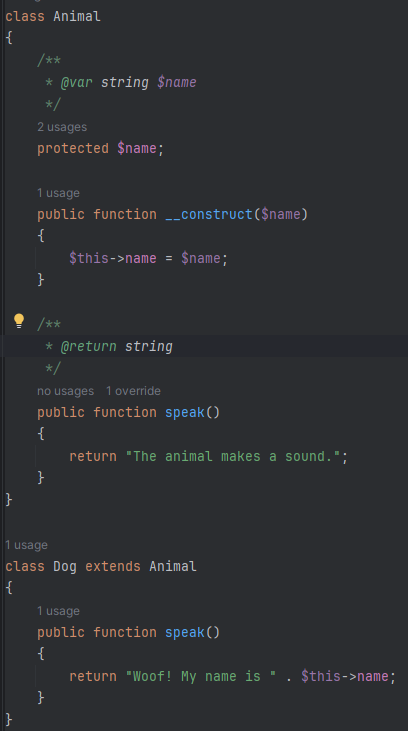 class Animal
{
/**
* @var string $name
*/
2 usages
protected $name;
1 usage
public function __construct($name)
{
$this->name = $name;
}
/**
* @return string
*/
no usages 1 override
public function speak()
{
return "The animal makes a sound.";
}
}
1 usage
class Dog extends Animal
{
1 usage
public function speak()
{
return "Woof! My name is " . $this->name;
}
}